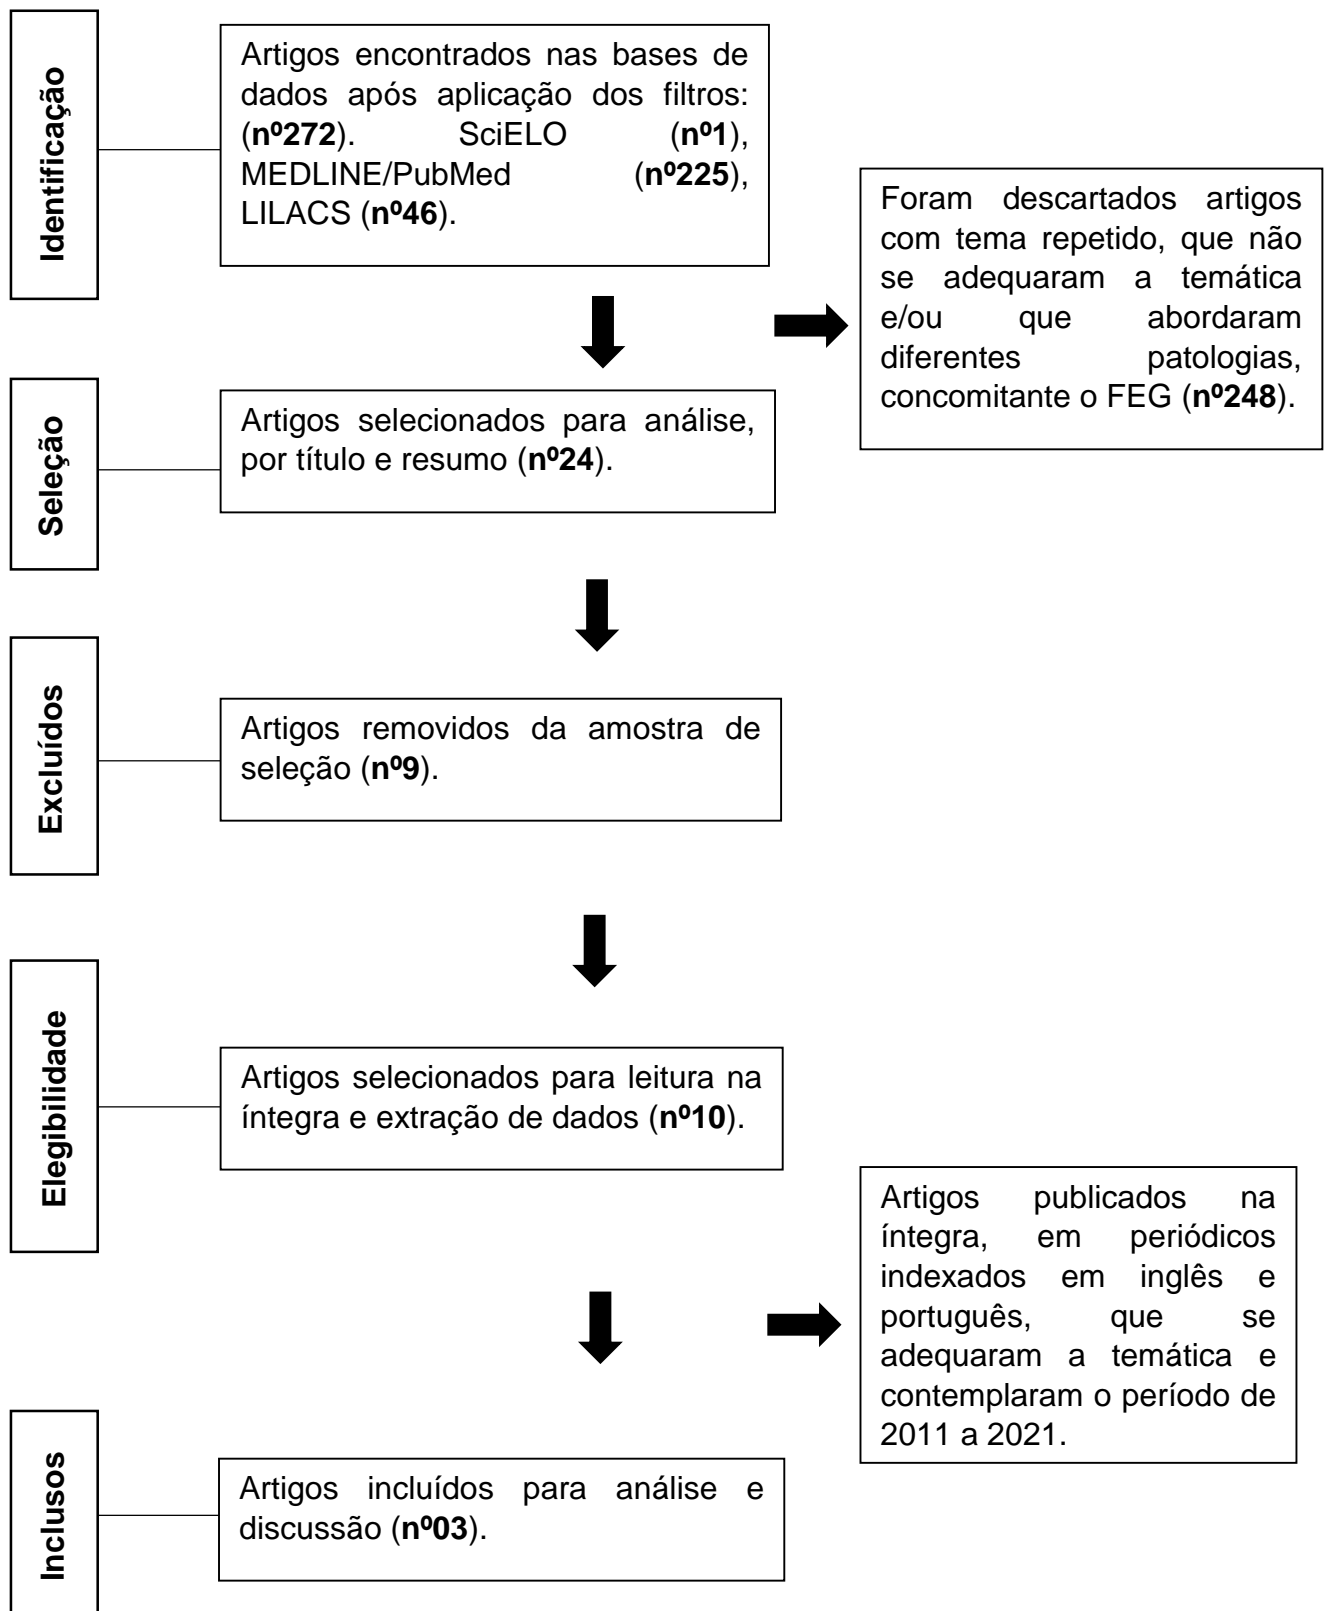 Identificação
Artigos encontrados nas bases de
dados após aplicação dos filtros:
(nº272). SciELO (nº1),
MEDLINE/PubMed (nº225),
LILACS (nº46).
Foram descartados artigos
com tema repetido, que não
se adequaram a temática
e/ou que abordaram
diferentes patologias,
concomitante o FEG (nº248).
Seleção
Artigos selecionados para análise,
por título e resumo (nº24).
Excluídos
Artigos removidos da amostra de
seleção (nº9).
Elegibilidade
Artigos selecionados para leitura na
íntegra e extração de dados (nº10).
Artigos publicados na
íntegra, em periódicos
indexados em inglês e
português, que se
adequaram a temática e
contemplaram o período de
2011 a 2021.
Inclusos
Artigos incluídos para análise e
discussão (nº03).